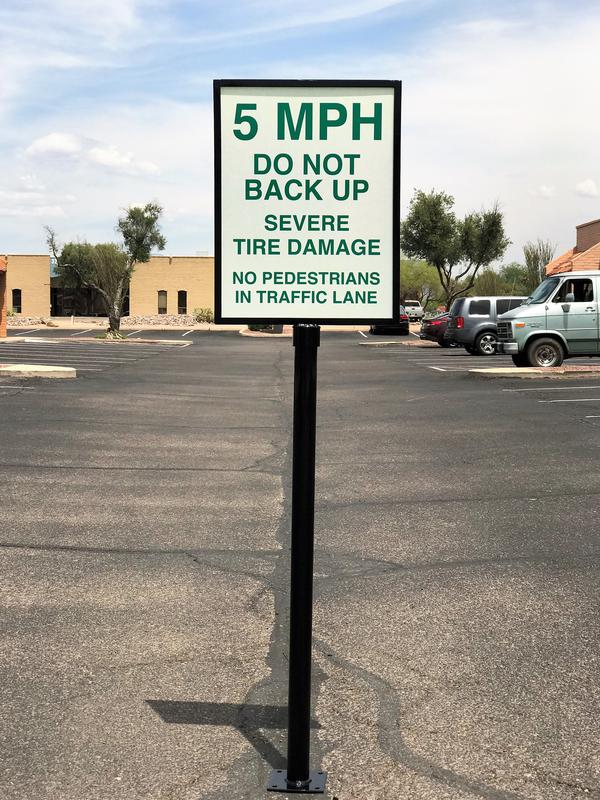 5 MPH
DO NOT
BACK UP
SEVERE
TIRE DAMAGE
NO PEDESTRIANS
IN TRAFFIC LANE